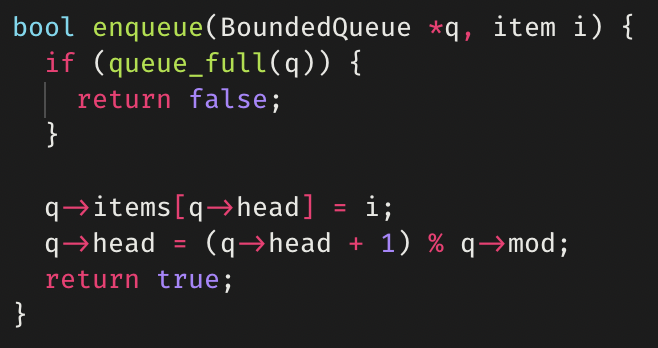 bool enqueue(BoundedQueue *q, item i) {
  if (queue_full(q)) {
    return false;
  }

  q->items[q->head] = i;
  q->head = (q->head + 1) % q->mod;
  return true;
}